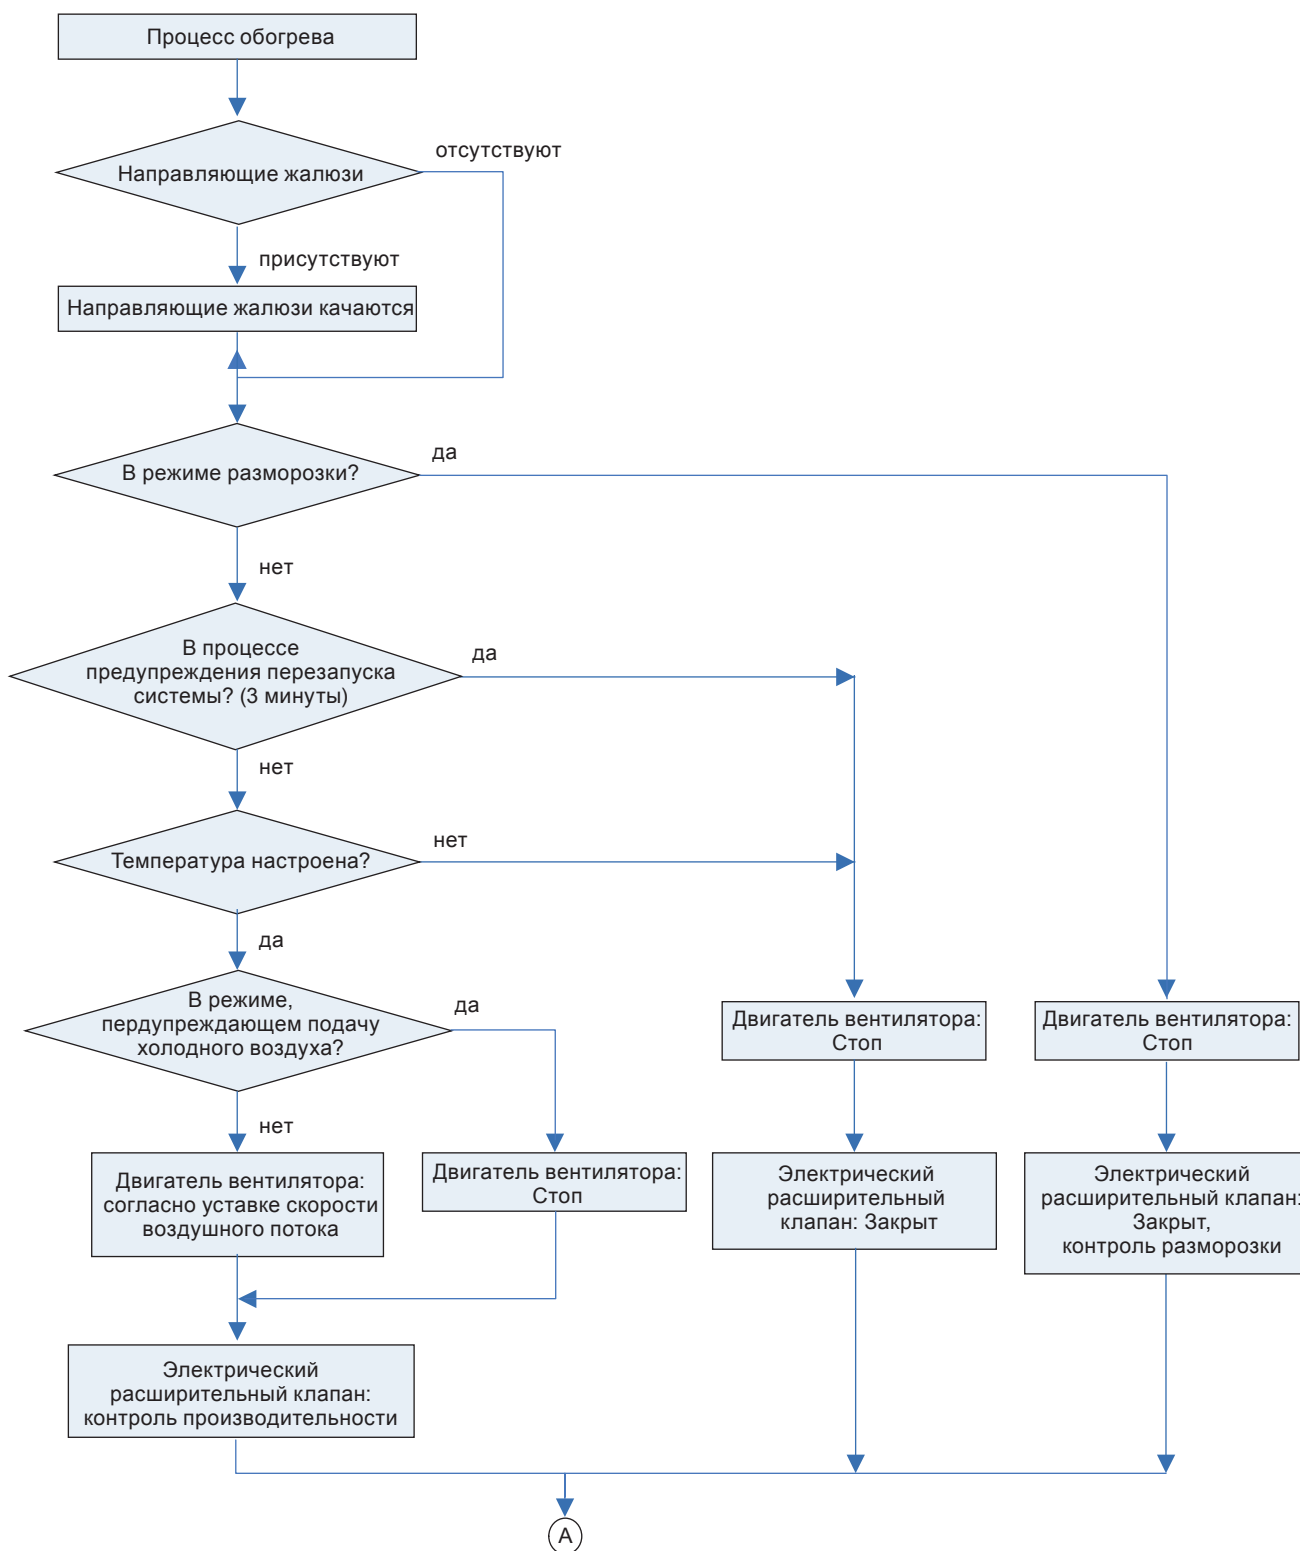 Процесс обогрева
отсутствуют
Направляющие жалюзи
присутствуют
Направляющие жалюзи качаются
да
В режиме разморозки?
нет
В процессе
предупреждения перезапуска
системы? (3 минуты)
да
нет
нет
Температура настроена?
да
В режиме,
пердупреждающем подачу
холодного воздуха?
да
Двигатель вентилятора:
Стоп
Двигатель вентилятора:
Стоп
нет
Двигатель вентилятора:
согласно уставке скорости
воздушного потока
Двигатель вентилятора:
Стоп
Электрический
расширительный
клапан: Закрыт
Электрический
расширительный клапан:
Закрыт,
контроль разморозки
Электрический
расширительный клапан:
контроль производительности
А